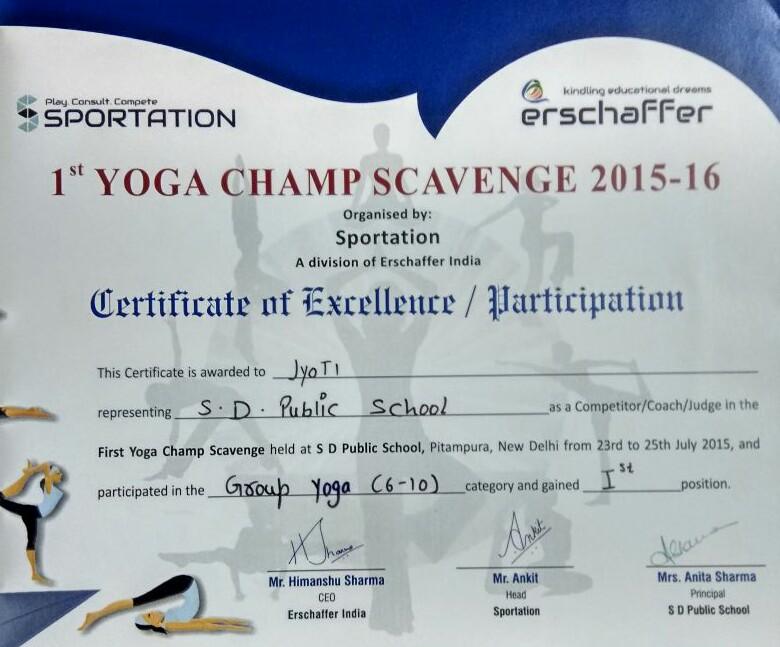 Play. Consult. Compete
SPORTATION
kindling educational dreams
erschaffer
1st YOGA CHAMP SCAVENGE 2015-16
Organised by:
Sportation
A division of Erschaffer India
Certificate of Excellence / Participation
This Certificate is awarded to JyoTI
representing S.D. Public School as a Competitor/Coach/Judge in the
First Yoga Champ Scavenge held at S D Public School, Pitampura, New Delhi from 23rd to 25th July 2015, and
participated in the Group Yoga (6-10) category and gained Ist position.
HSharma
Ankit
Mr. Himanshu Sharma
CEO
Erschaffer India
Mr. Ankit
Head
Sportation
Mrs. Anita Sharma
Principal
S D Public School